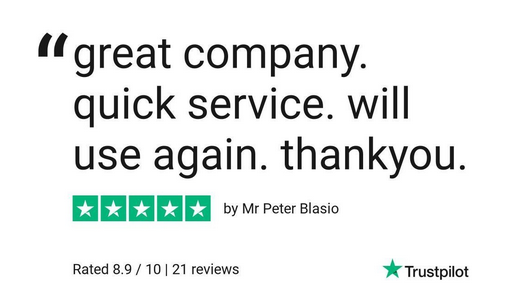 “great company.
quick service. will
use again. thankyou.
by Mr Peter Blasio
Rated 8.9 / 10 | 21 reviews
Trustpilot